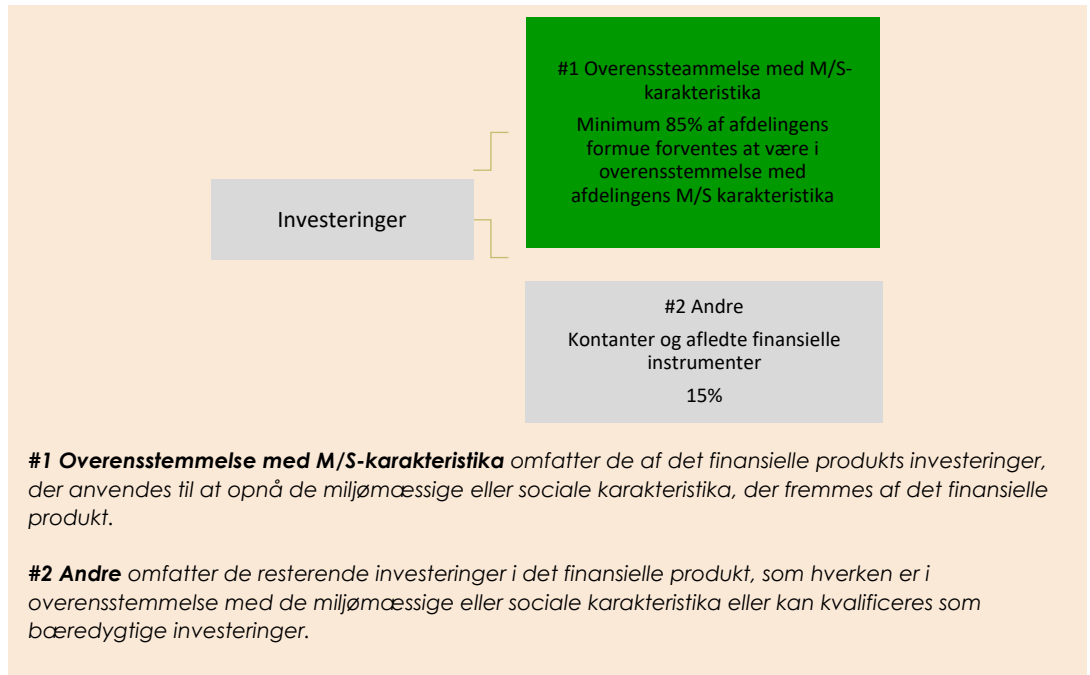 #1 Overenssteammelse med M/S-
karakteristika
Minimum 85% af afdelingens
formue forventes at være i
overensstemmelse med
afdelingens M/S karakteristika
Investeringer
#2 Andre
Kontanter og afledte finansielle
instrumenter
15%
#1 Overensstemmelse med M/S-karakteristika omfatter de af det finansielle produkts investeringer,
der anvendes til at opnå de miljømæssige eller sociale karakteristika, der fremmes af det finansielle
produkt.
#2 Andre omfatter de resterende investeringer i det finansielle produkt, som hverken er i
overensstemmelse med de miljømæssige eller sociale karakteristika eller kan kvalificeres som
bæredygtige investeringer.